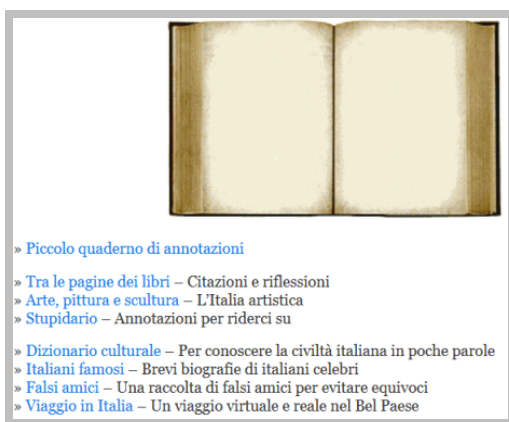 » Piccolo quaderno di annotazioni
» Tra le pagine dei libri – Citazioni e riflessioni
» Arte, pittura e scultura – L’Italia artistica
» Stupidario – Annotazioni per riderci su
» Dizionario culturale – Per conoscere la civiltà italiana in poche parole
» Italiani famosi – Brevi biografie di italiani celebri
» Falsi amici – Una raccolta di falsi amici per evitare equivoci
» Viaggio in Italia – Un viaggio virtuale e reale nel Bel Paese